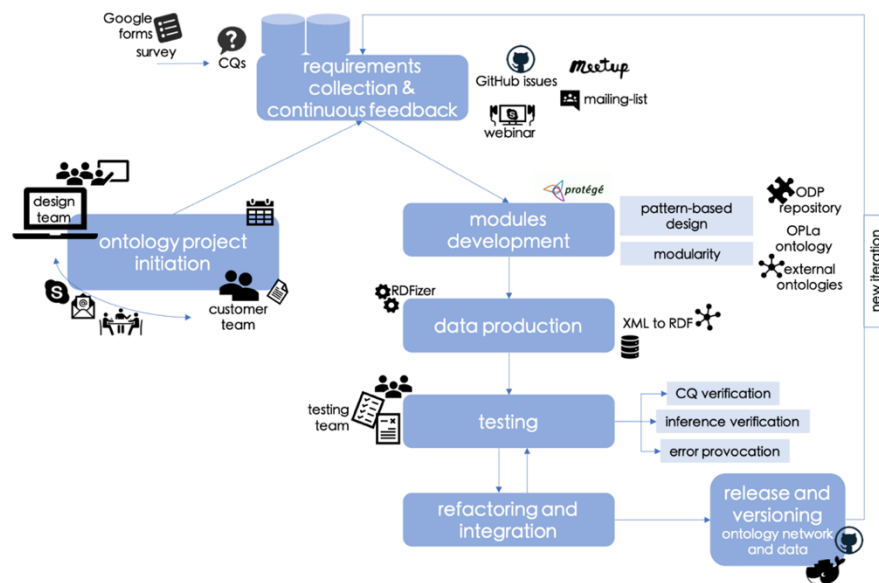 Google
forms
survey
CQs
requirements
collection &
continuous feedback
GitHub issues
meetup
mailing-list
webinar
design
team
ontology project
initiation
customer
team
protégé
modules
development
pattern-based
design
modularity
ODP
repository
OPLa
ontology
external
ontologies
new iteration
RDFizer
data production
XML to RDF
testing
team
testing
CQ verification
inference verification
error provocation
refactoring and
integration
release and
versioning
ontology network
and data